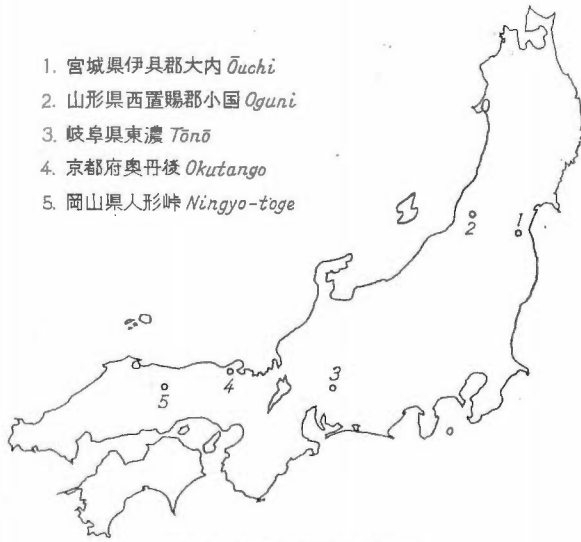 1. 宮城県伊具郡大内 Ōuchi
2. 山形県西置賜郡小国 Oguni
3. 岐阜県東濃 Tōnō
4. 京都府奥丹後 Okutango
5. 岡山県人形峠 Ningyo-tōge
2
1
4
5
3